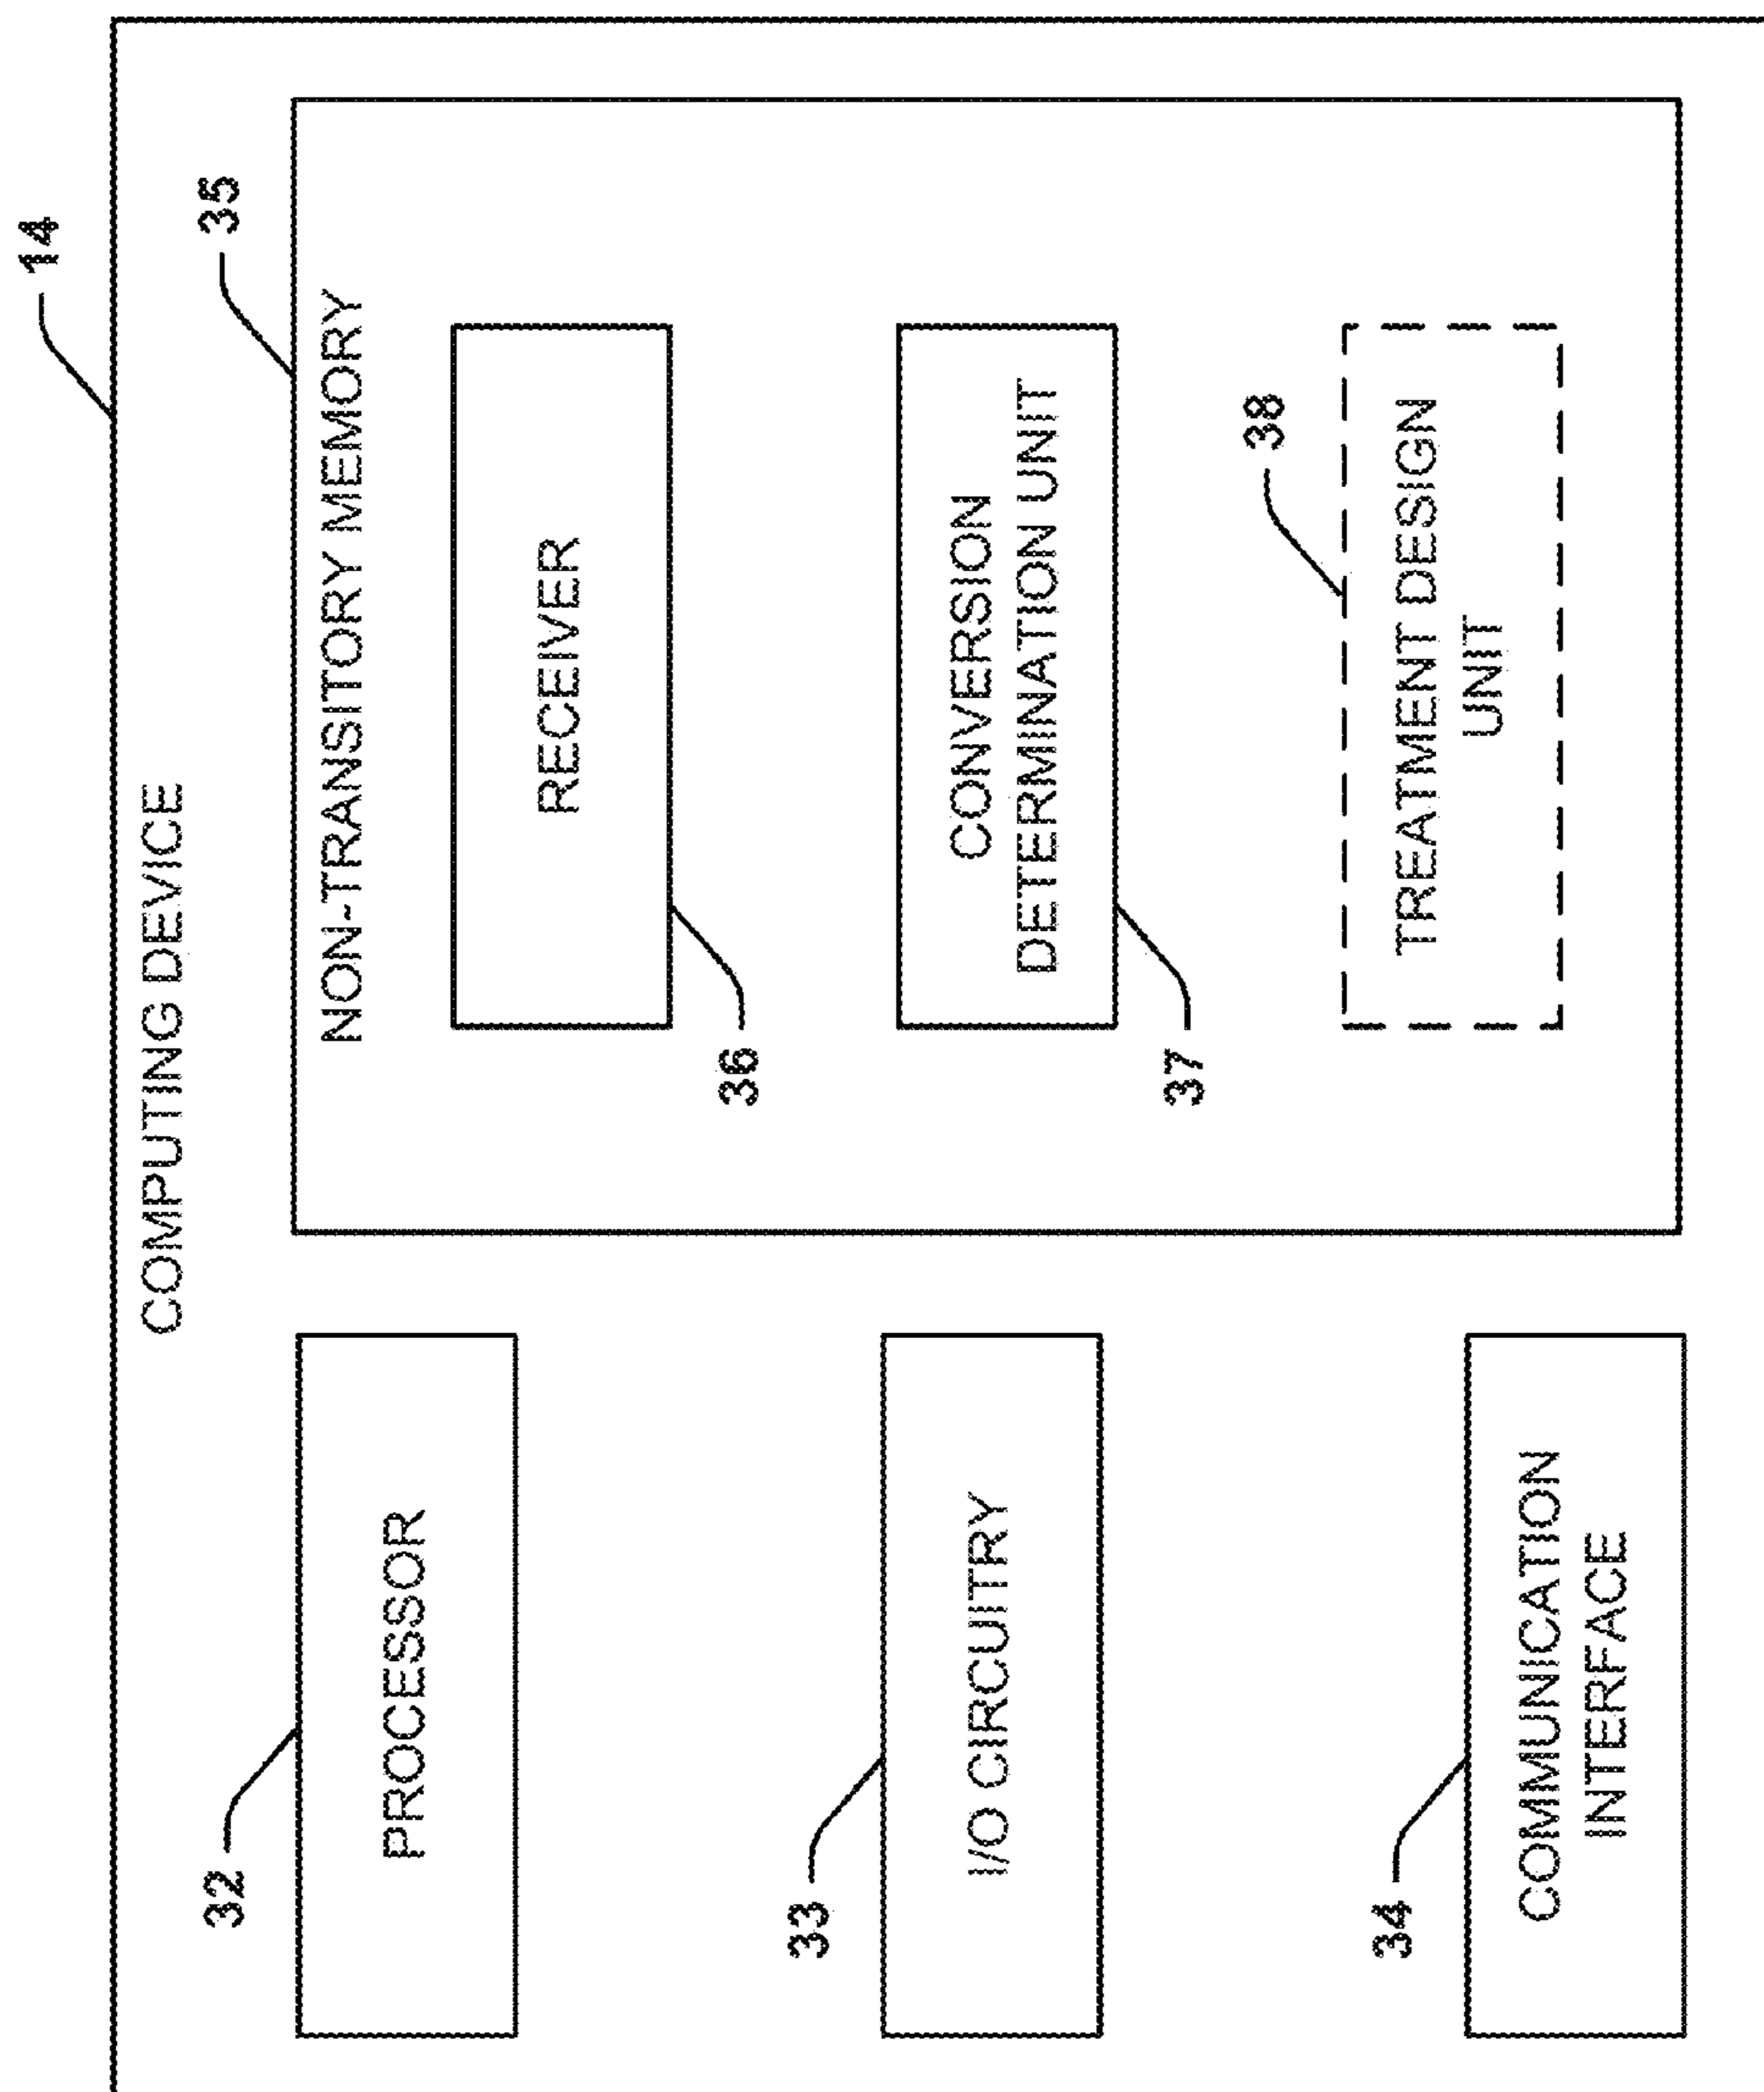 14
COMPUTING DEVICE
32
PROCESSOR
33
I/O CIRCUITRY
34
COMMUNICATION
INTERFACE
35
NON-TRANSITORY MEMORY
RECEIVER
36
CONVERSION
DETERMINATION UNIT
37
38
TREATMENT DESIGN
UNIT